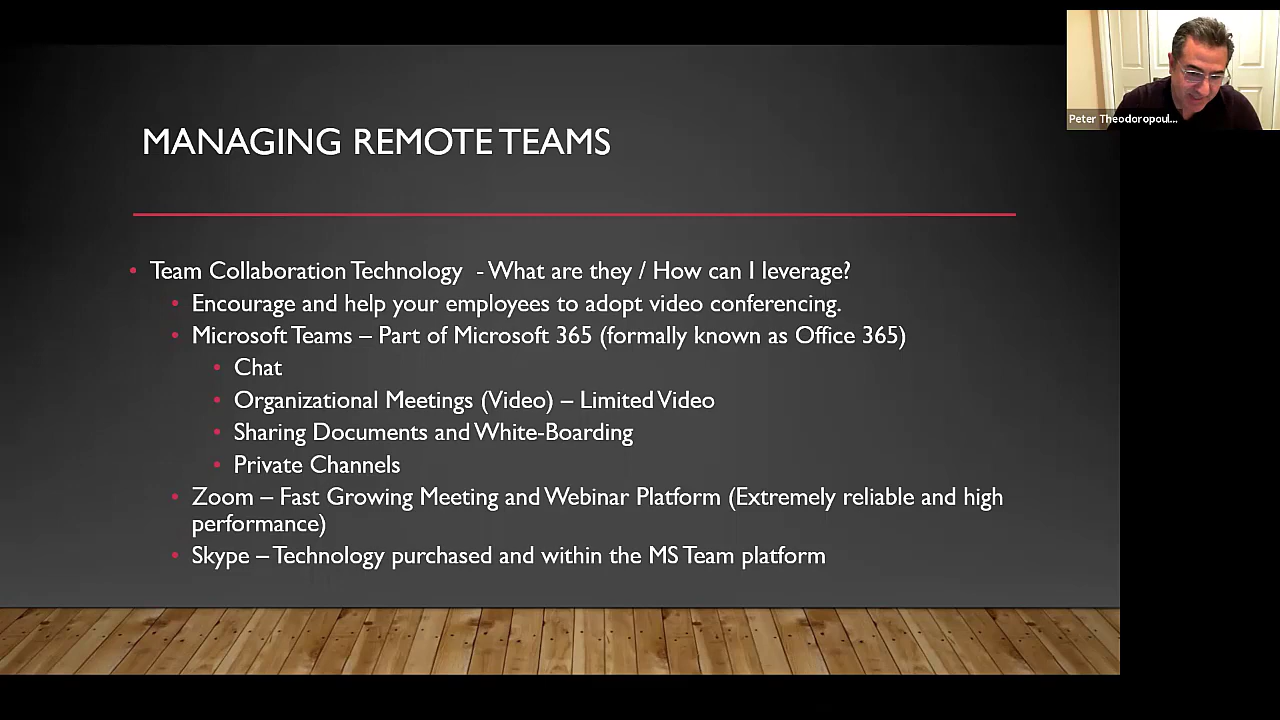 Peter Theodoropoul...
MANAGING REMOTE TEAMS
• Team Collaboration Technology - What are they / How can I leverage?
• Encourage and help your employees to adopt video conferencing.
• Microsoft Teams – Part of Microsoft 365 (formally known as Office 365)
• Chat
• Organizational Meetings (Video) – Limited Video
• Sharing Documents and White-Boarding
• Private Channels
• Zoom – Fast Growing Meeting and Webinar Platform (Extremely reliable and high
performance)
• Skype – Technology purchased and within the MS Team platform